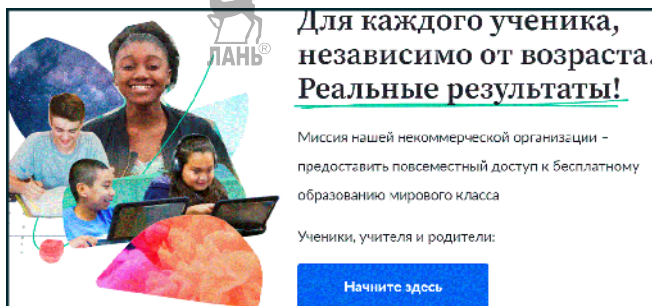 Для каждого ученика,
ЛАНЬ®
независимо от возраста.
Реальные результаты!
Миссия нашей некоммерческой организации –
предоставить повсеместный доступ к бесплатному
образованию мирового класса
Ученики, учителя и родители:
Начните здесь